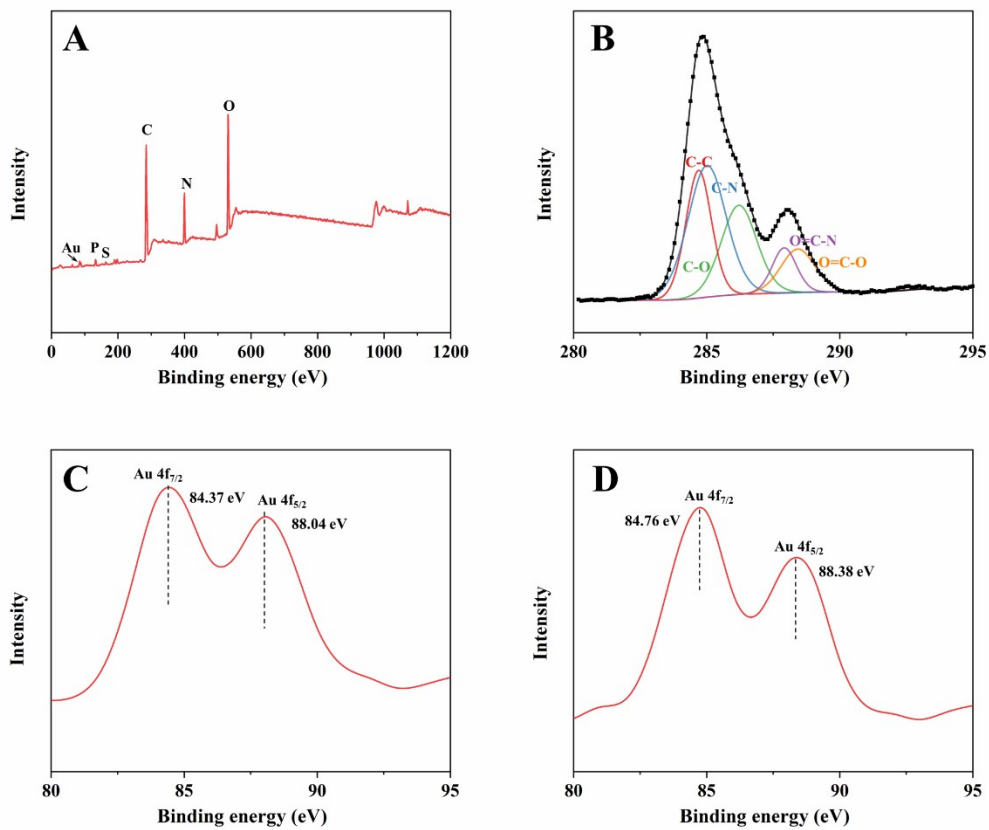 A
C
O
N
Au
P
S
Intensity
0 200 400 600 800 1000 1200
Binding energy (eV)
B
C-C
C-N
C-O
O=C-N
O=C-O
Intensity
280 285 290 295
Binding energy (eV)
C
Au 4f7/2
84.37 eV
Au 4f5/2
88.04 eV
Intensity
80 85 90 95
Binding energy (eV)
D
Au 4f7/2
84.76 eV
Au 4f5/2
88.38 eV
Intensity
80 85 90 95
Binding energy (eV)